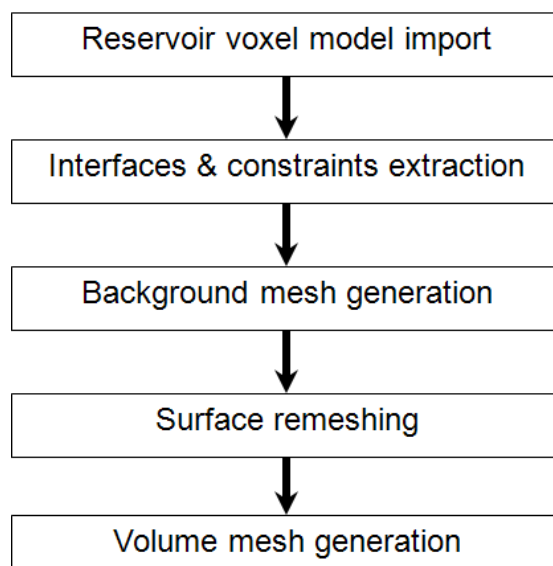 Reservoir voxel model import
Interfaces & constraints extraction
Background mesh generation
Surface remeshing
Volume mesh generation